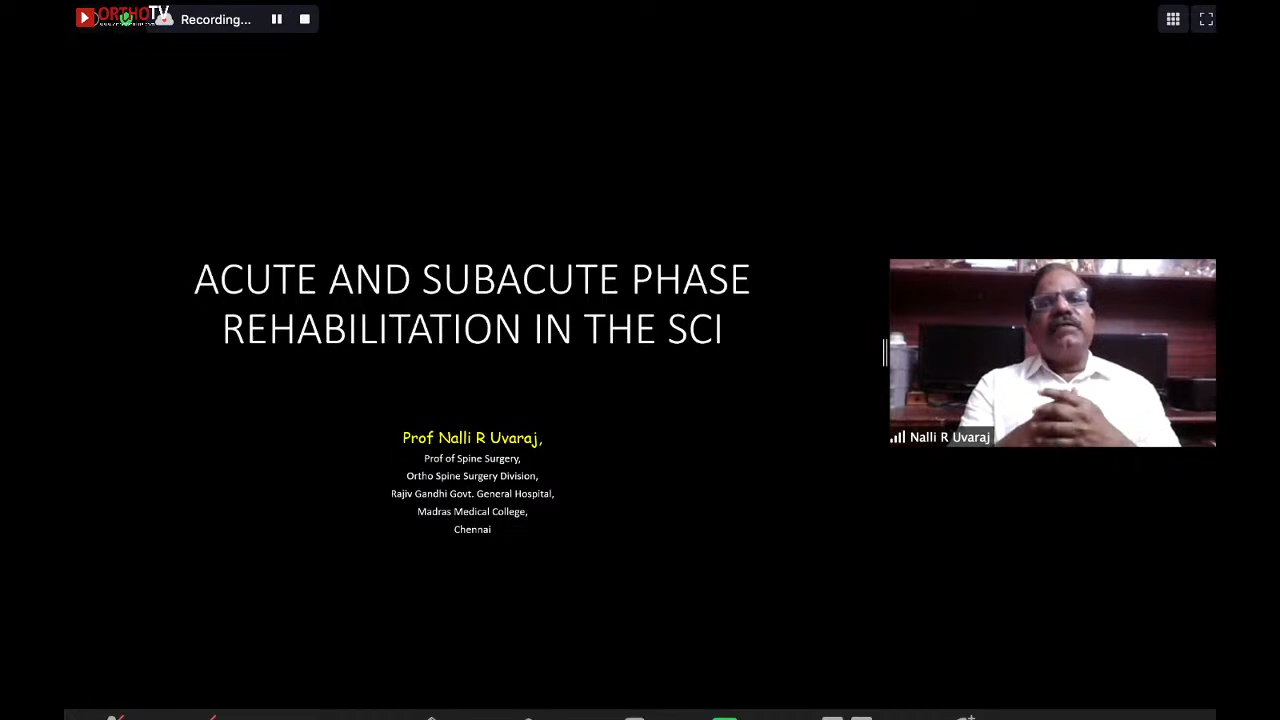 ORTHOTV
Recording...
ACUTE AND SUBACUTE PHASE
REHABILITATION IN THE SCI
Prof Nalli R Uvaraj,
Prof of Spine Surgery,
Ortho Spine Surgery Division,
Rajiv Gandhi Govt. General Hospital,
Madras Medical College,
Chennai
Nalli R Uvaraj